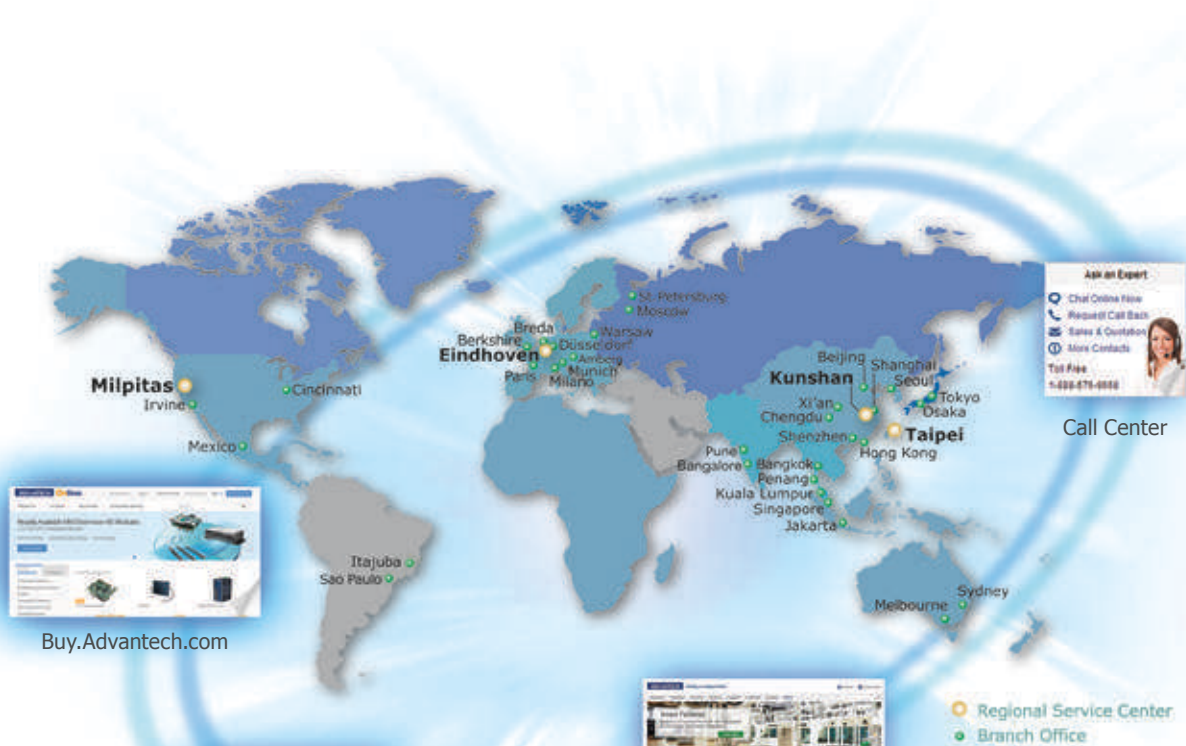 St. Petersburg
Moscow
Breda
Warsaw
Berkshire
Düsseldorf
Eindhoven
Amberg
Paris
Munich
Milano
Milpitas
Cincinnati
Irvine
Mexico
Itajuba
Sao Paulo
Beijing
Shanghai
Kunshan
Seoul
Xi'an
Tokyo
Chengdu
Osaka
Shenzhen
Taipei
Hong Kong
Pune
Bangalore
Bangkok
Penang
Kuala Lumpur
Singapore
Jakarta
Sydney
Melbourne
Ask an Expert
Chat Online Now
Request Call Back
Sales & Quotation
More Contacts
Toll Free
Call Center
Buy.Advantech.com
Regional Service Center
Branch Office